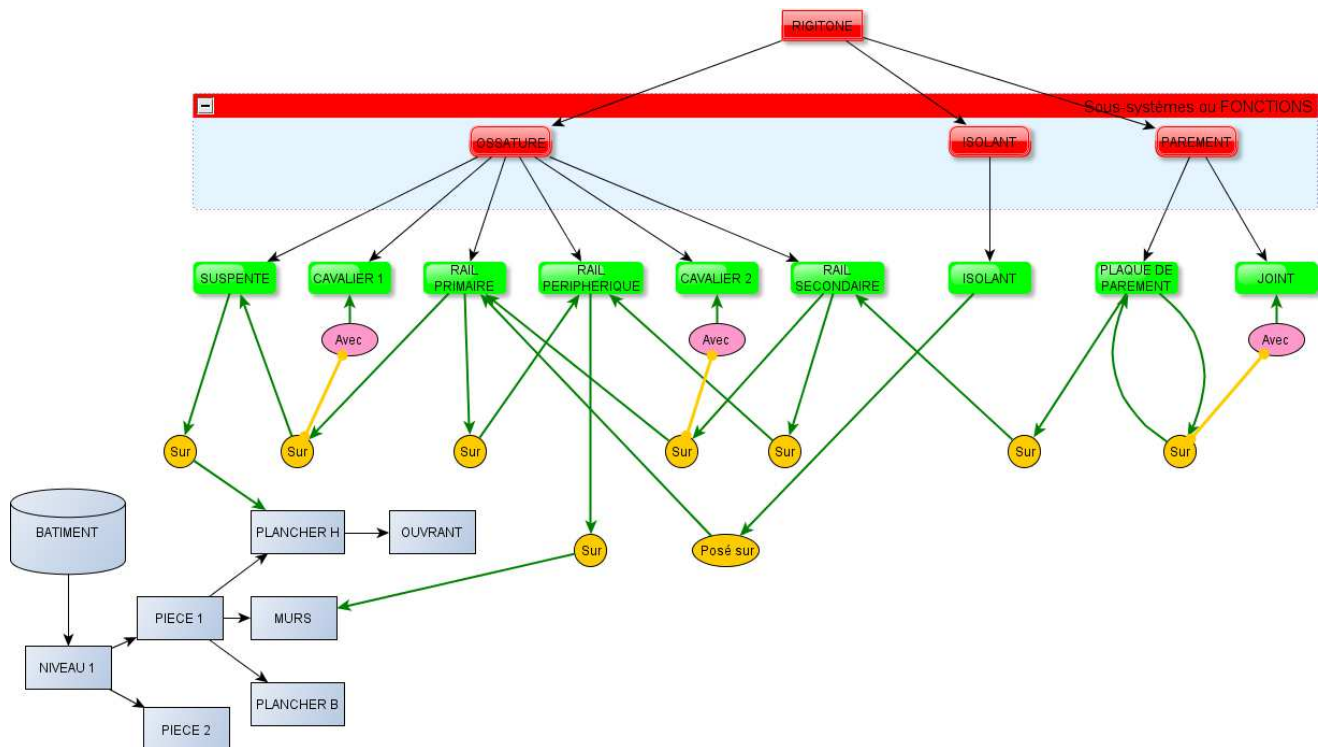 RIGITONE
Sous-systèmes ou FONCTIONS
OSSATURE
ISOLANT
PAREMENT
SUSPENTE
CAVALIER 1
RAIL
PRIMAIRE
RAIL
PERIPHERIQUE
CAVALIER 2
RAIL
SECONDAIRE
ISOLANT
PLAQUE DE
PAREMENT
JOINT
Avec
Avec
Avec
Sur
Sur
Sur
Sur
Sur
Sur
Sur
BATIMENT
PLANCHER H
OUVRANT
Sur
Posé sur
PIECE 1
MURS
NIVEAU 1
PLANCHER B
PIECE 2